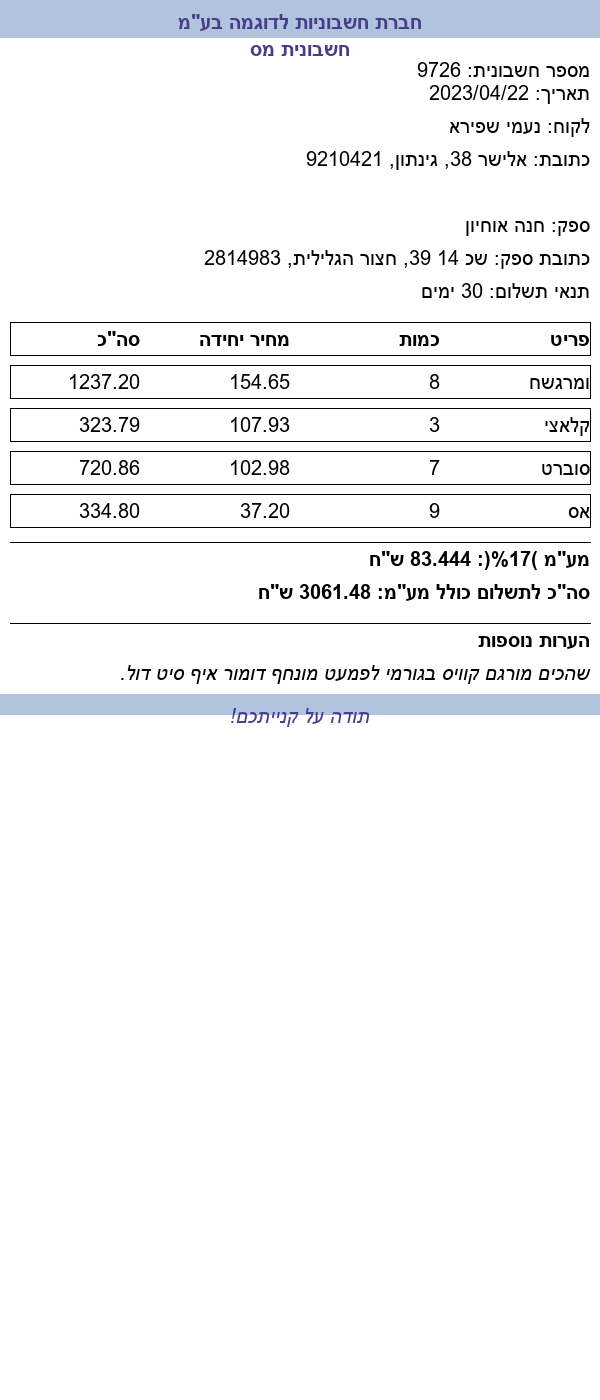 חברת חשבוניות לדוגמה בע"מ
חשבונית מס
מספר חשבונית: 9726
תאריך: 2023/04/22
לקוח: נעמי שפירא
כתובת: אלישר 38, גינתון, 9210421
ספק: חנה אוחיון
כתובת ספק: שכ 14 39, חצור הגלילית, 2814983
תנאי תשלום: 30 ימים
פריט כמות מחיר יחידה סה"כ
ומרגשח 8 154.65 1237.20
קלאצי 3 107.93 323.79
סוברט 7 102.98 720.86
אס 9 37.20 334.80
מע"מ )17%(: 83.444 ש"ח
סה"כ לתשלום כולל מע"מ: 3061.48 ש"ח
הערות נוספות
שהכים מורגם קוויס בגורמי לפמעט מונחף דומור איף סיט דול.
תודה על קנייתכם!